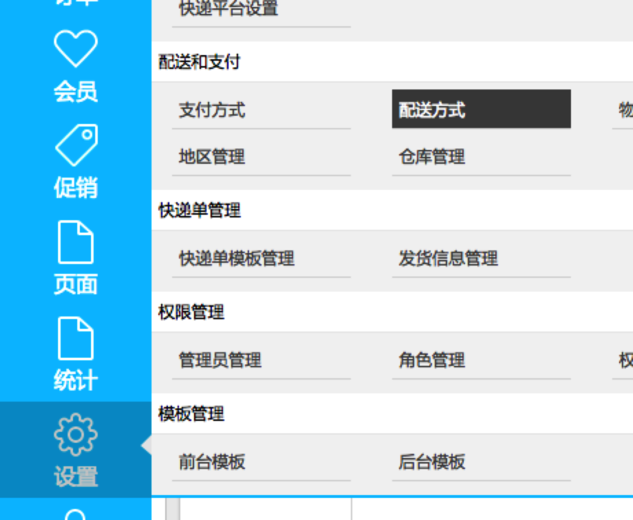 快递平台设置
配送和支付
会员
支付方式 配送方式 物
地区管理 仓库管理
促销
快递单管理
快递单模板管理 发货信息管理
页面
权限管理
管理员管理 角色管理 权
统计
模板管理
前台模板 后台模板
设置